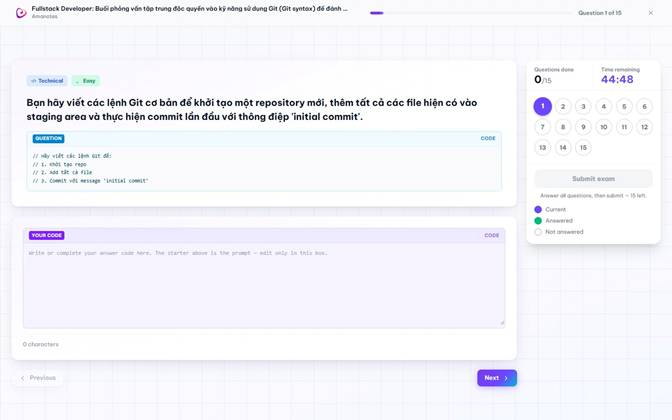 Fullstack Developer: Buổi phỏng vấn tập trung độc quyền vào kỹ năng sử dụng Git (Git syntax) để đánh ...
Amanotes
Question 1 of 15
Technical
Easy
Bạn hãy viết các lệnh Git cơ bản để khởi tạo một repository mới, thêm tất cả các file hiện có vào
staging area và thực hiện commit lần đầu với thông điệp 'initial commit'.
QUESTION
CODE
// Hãy viết các lệnh Git để:
// 1. Khởi tạo repo
// 2. Add tất cả file
// 3. Commit với message 'initial commit'
YOUR CODE
CODE
Write or complete your answer code here. The starter above is the prompt — edit only in this box.
0 characters
Previous
Next
Questions done
0/15
Time remaining
44:48
1 2 3 4 5 6
7 8 9 10 11 12
13 14 15
Submit exam
Answer all questions, then submit — 15 left.
Current
Answered
Not answered